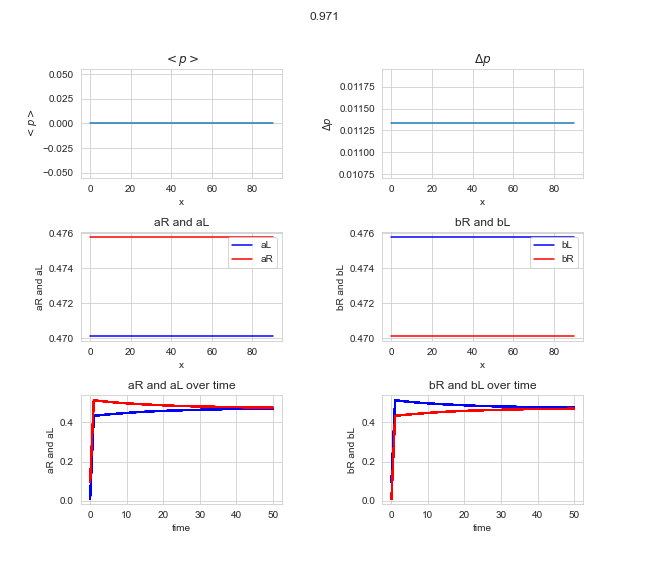 0.971
< p >
Δp
0.050
0.025
0.000
−0.025
−0.050
< p >
0 20 40 60 80
x
0.01175
0.01150
0.01125
0.01100
0.01075
Δp
0 20 40 60 80
x
aR and aL
bR and bL
0.476
0.474
0.472
0.470
aR and aL
aL
aR
0 20 40 60 80
x
0.476
0.474
0.472
0.470
bR and bL
bL
bR
0 20 40 60 80
x
aR and aL over time
bR and bL over time
0.4
0.2
0.0
aR and aL
0 10 20 30 40 50
time
0.4
0.2
0.0
bR and bL
0 10 20 30 40 50
time